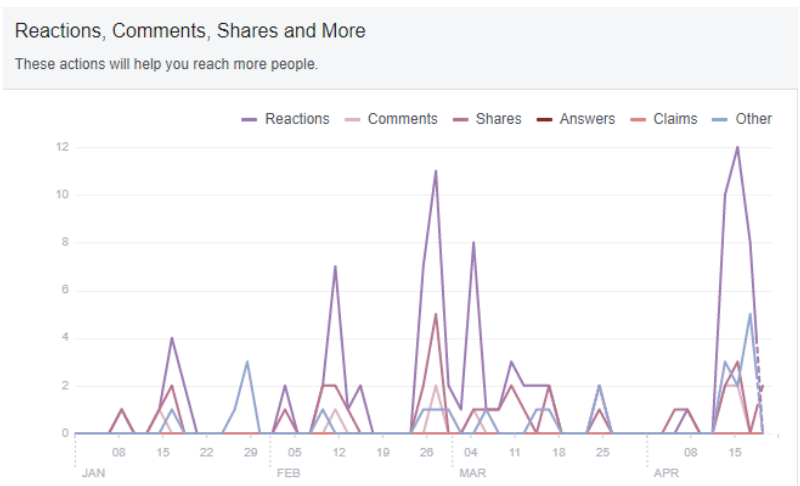 Reactions, Comments, Shares and More
These actions will help you reach more people.
Reactions Comments Shares Answers Claims Other
12
10
8
6
4
2
0
08 15 22 29 05 12 19 26 04 11 18 25 08 15
JAN FEB MAR APR